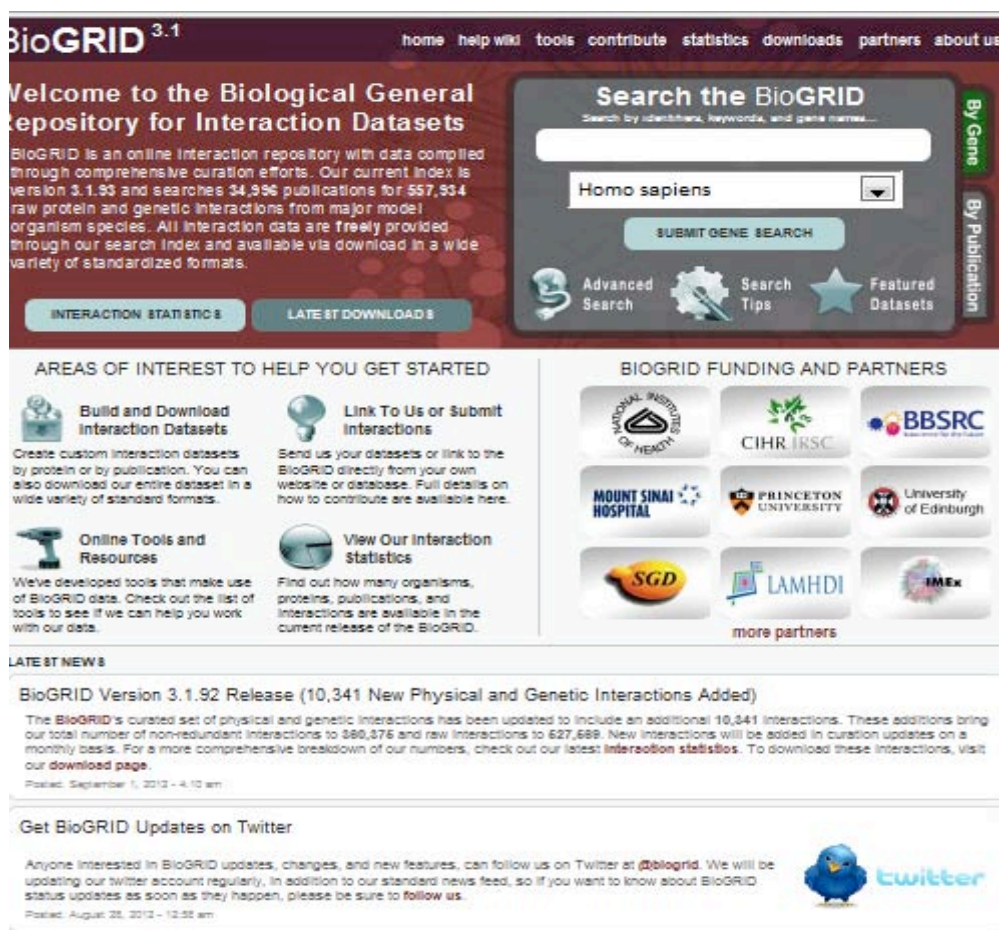 BioGRID 3.1
home help wiki tools contribute statistics downloads partners about us
Welcome to the Biological General
Repository for Interaction Datasets
BioGRID is an online interaction repository with data compiled
through comprehensive curation efforts. Our current index is
version 3.1.93 and searches 34,996 publications for 557,934
raw protein and genetic interactions from major model
organism species. All interaction data are freely provided
through our search index and available via download in a wide
variety of standardized formats.
INTERACTION STATISTICS
LATEST DOWNLOADS
Search the BioGRID
Search by identifiers, keywords, and gene names...
Homo sapiens
SUBMIT GENE SEARCH
Advanced
Search
Search
Tips
Featured
Datasets
By Gene
By Publication
AREAS OF INTEREST TO HELP YOU GET STARTED
Build and Download
Interaction Datasets
Create custom interaction datasets
by protein or by publication. You can
also download our entire dataset in a
wide variety of standard formats.
Link To Us or Submit
Interactions
Send us your datasets or link to the
BioGRID directly from your own
website or database. Full details on
how to contribute are available here.
Online Tools and
Resources
We've developed tools that make use
of BioGRID data. Check out the list of
tools to see if we can help you work
with our data.
View Our Interaction
Statistics
Find out how many organisms,
proteins, publications, and
interactions are available in the
current release of the BioGRID.
BIOGRID FUNDING AND PARTNERS
NATIONAL INSTITUTES
OF HEALTH
CIHR IRSC
BBSRC
MOUNT SINAI
HOSPITAL
PRINCETON
UNIVERSITY
University
of Edinburgh
SGD
LAMHDI
IMEx
more partners
LATEST NEWS
BioGRID Version 3.1.92 Release (10,341 New Physical and Genetic Interactions Added)
The BioGRID's curated set of physical and genetic interactions has been updated to include an additional 10,341 interactions. These additions bring
our total number of non-redundant interactions to and raw interactions to New interactions will be added in curation updates on a
monthly basis. For a more comprehensive breakdown of our numbers, check out our latest interaction statistics. To download these interactions, visit
our download page.
Posted: September 1, 2012 - 4:10 am
Get BioGRID Updates on Twitter
Anyone interested in BioGRID updates, changes, and new features, can follow us on Twitter at @biogrid. We will be
updating our twitter account regularly, in addition to our standard news feed, so if you want to know about BioGRID
status updates as soon as they happen, please be sure to follow us.
Posted: August 28, 2012 - 12:58 am
twitter